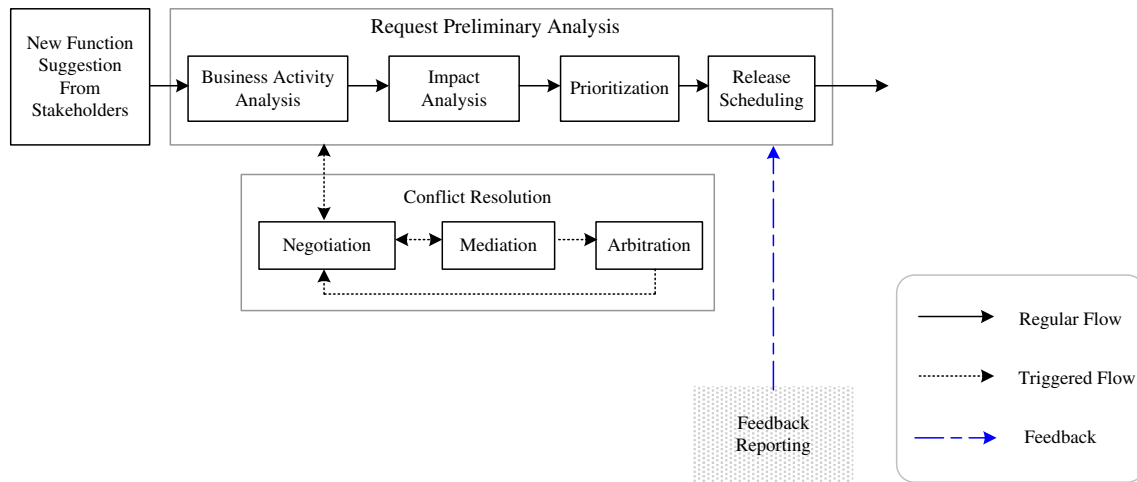 New Function
Suggestion
From
Stakeholders
Request Preliminary Analysis
Business Activity
Analysis
Impact
Analysis
Prioritization
Release
Scheduling
Conflict Resolution
Negotiation
Mediation
Arbitration
Feedback
Reporting
Regular Flow
Triggered Flow
Feedback